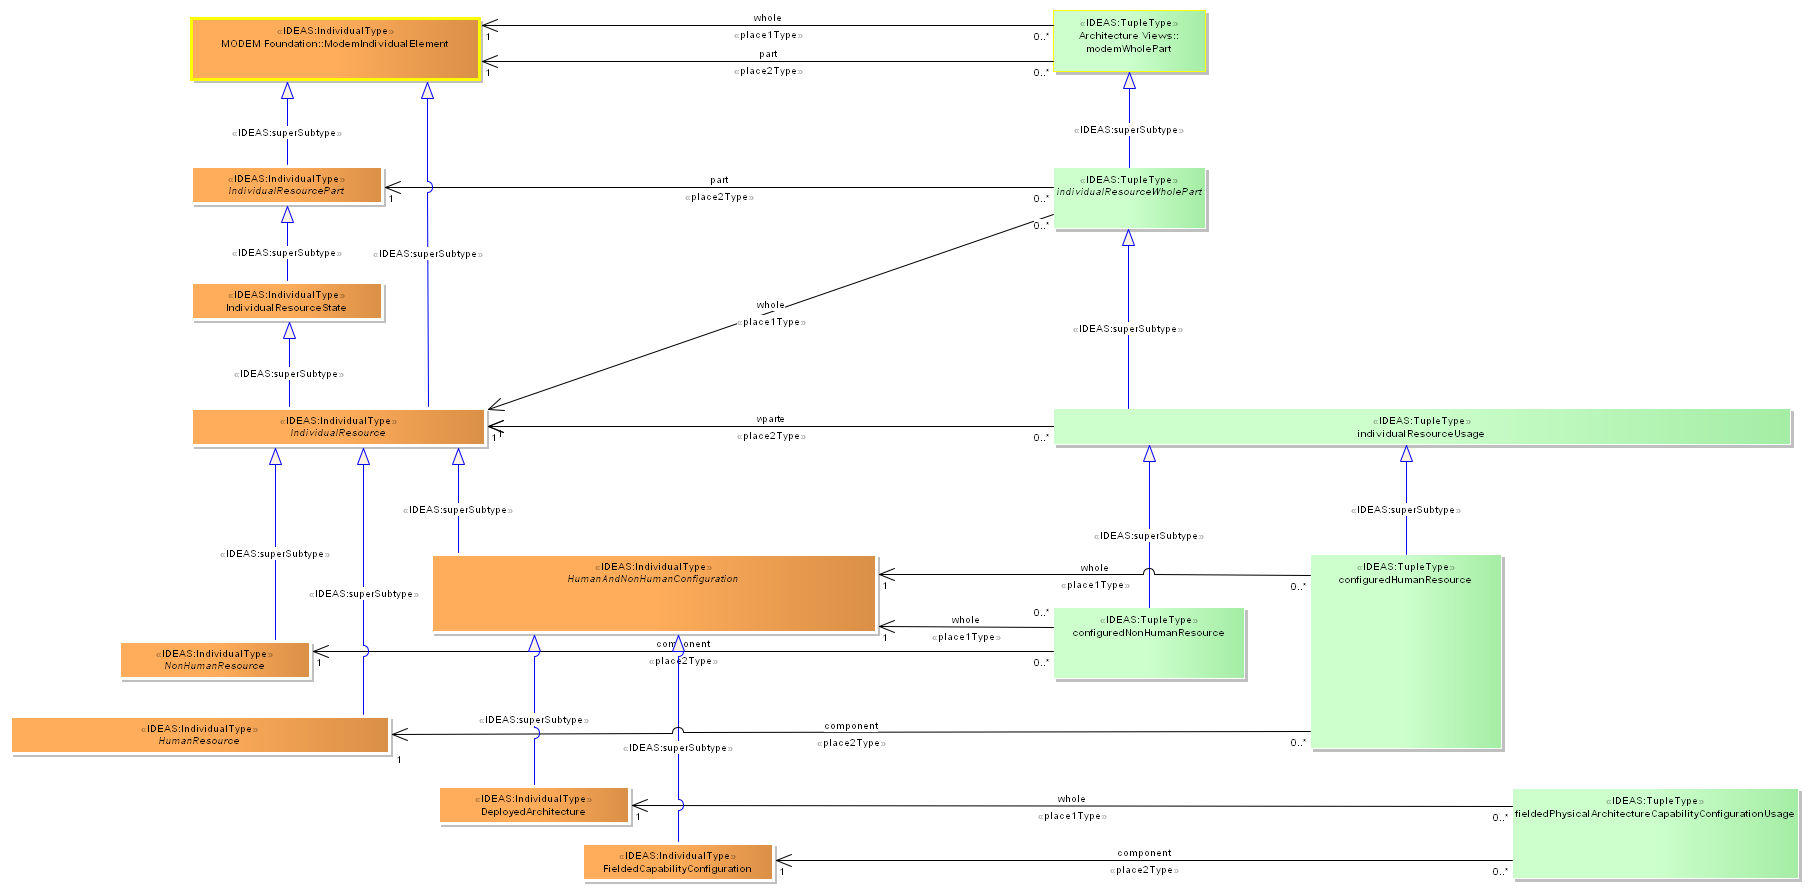 whole
«IDEAS:TupleType»
«IDEAS:IndividualType»
1
«place1Type»
0..*
Architecture Views::
MODEM Foundation::ModemIndividualElement
modemWholePart
part
1
«place2Type»
0..*
«IDEAS:superSubtype»
«IDEAS:superSubtype»
«IDEAS:IndividualType»
part
«IDEAS:TupleType»
IndividualResourcePart
individualResourceWholePart
1
«place2Type»
0..*
0..*
«IDEAS:superSubtype»
«IDEAS:superSubtype»
«IDEAS:IndividualType»
IndividualResourceState
whole
«place1Type»
«IDEAS:superSubtype»
«IDEAS:superSubtype»
«IDEAS:IndividualType»
wparte
«IDEAS:TupleType»
IndividualResource
1
1
«place2Type»
0..*
individualResourceUsage
«IDEAS:superSubtype»
«IDEAS:superSubtype»
«IDEAS:superSubtype»
«IDEAS:superSubtype»
«IDEAS:superSubtype»
«IDEAS:IndividualType»
HumanAndNonHumanConfiguration
whole
«IDEAS:TupleType»
configuredHumanResource
1
«place1Type»
0..*
0..*
whole
«IDEAS:TupleType»
1
«place1Type»
configuredNonHumanResource
«IDEAS:IndividualType»
component
NonHumanResource
1
«place2Type»
0..*
«IDEAS:superSubtype»
«IDEAS:IndividualType»
component
HumanResource
«IDEAS:superSubtype»
«place2Type»
0..*
1
«IDEAS:IndividualType»
whole
«IDEAS:TupleType»
DeployedArchitecture
1
«place1Type»
0..*
fieldedPhysicalArchitectureCapabilityConfigurationUsage
«IDEAS:IndividualType»
component
FieldedCapabilityConfiguration
1
«place2Type»
0..*